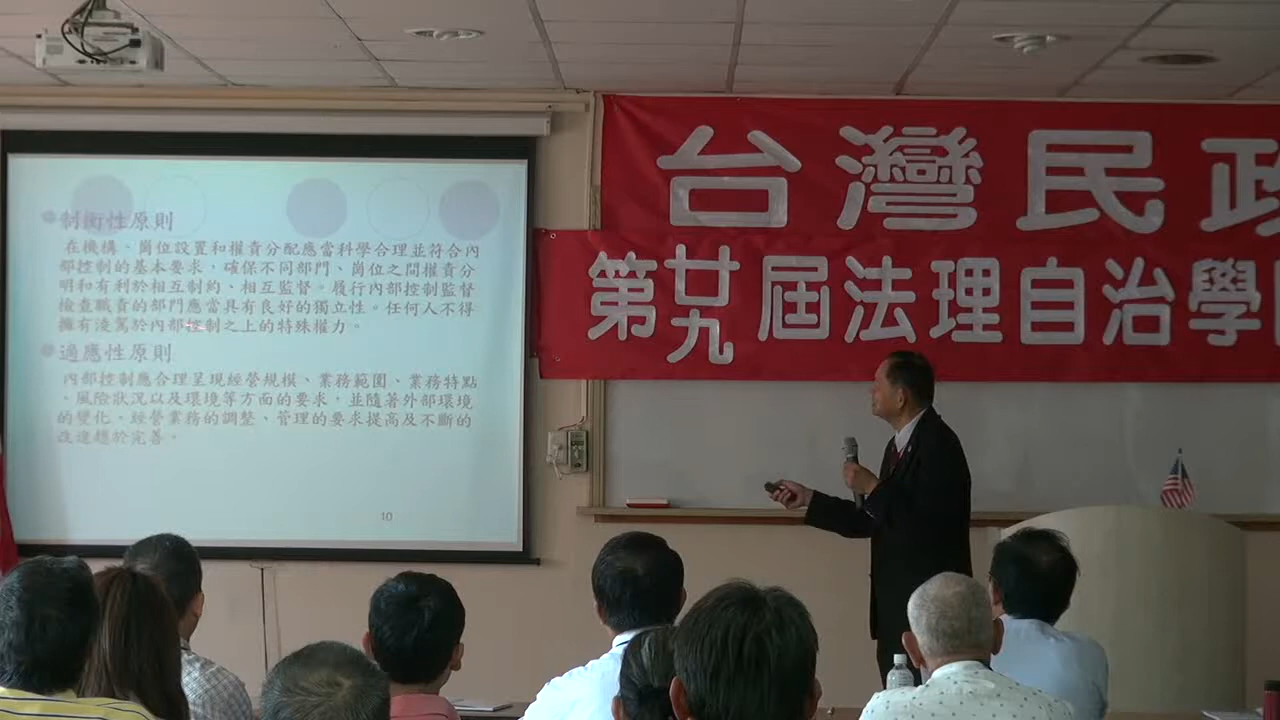 制衡性原則
在機構、崗位設置和權責分配應當科學合理並符合內
部控制的基本要求，確保不同部門、崗位之間權責分
明和有利於相互制約、相互監督。履行內部控制監督
檢查職責的部門應當具有良好的獨立性。任何人不得
擁有淩駕於內部控制之上的特殊權力。
適應性原則
內部控制應合理呈現經營規模、業務範圍、業務特點
、風險狀況以及環境等方面的要求，並隨著外部環境
的變化、經營業務的調整、管理的要求提高及不斷的
改進趨於完善。
10
台灣民政
第廿九屆法理自治學